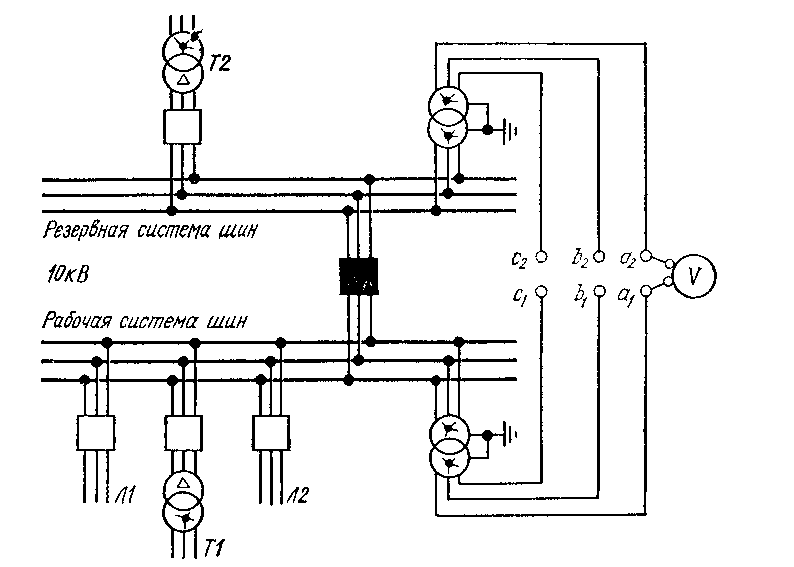 T2
Резервная система шин
10кВ
c₂ b₂ a₂ V
c₁ b₁ a₁
Рабочая система шин
Л1 Л2
T1